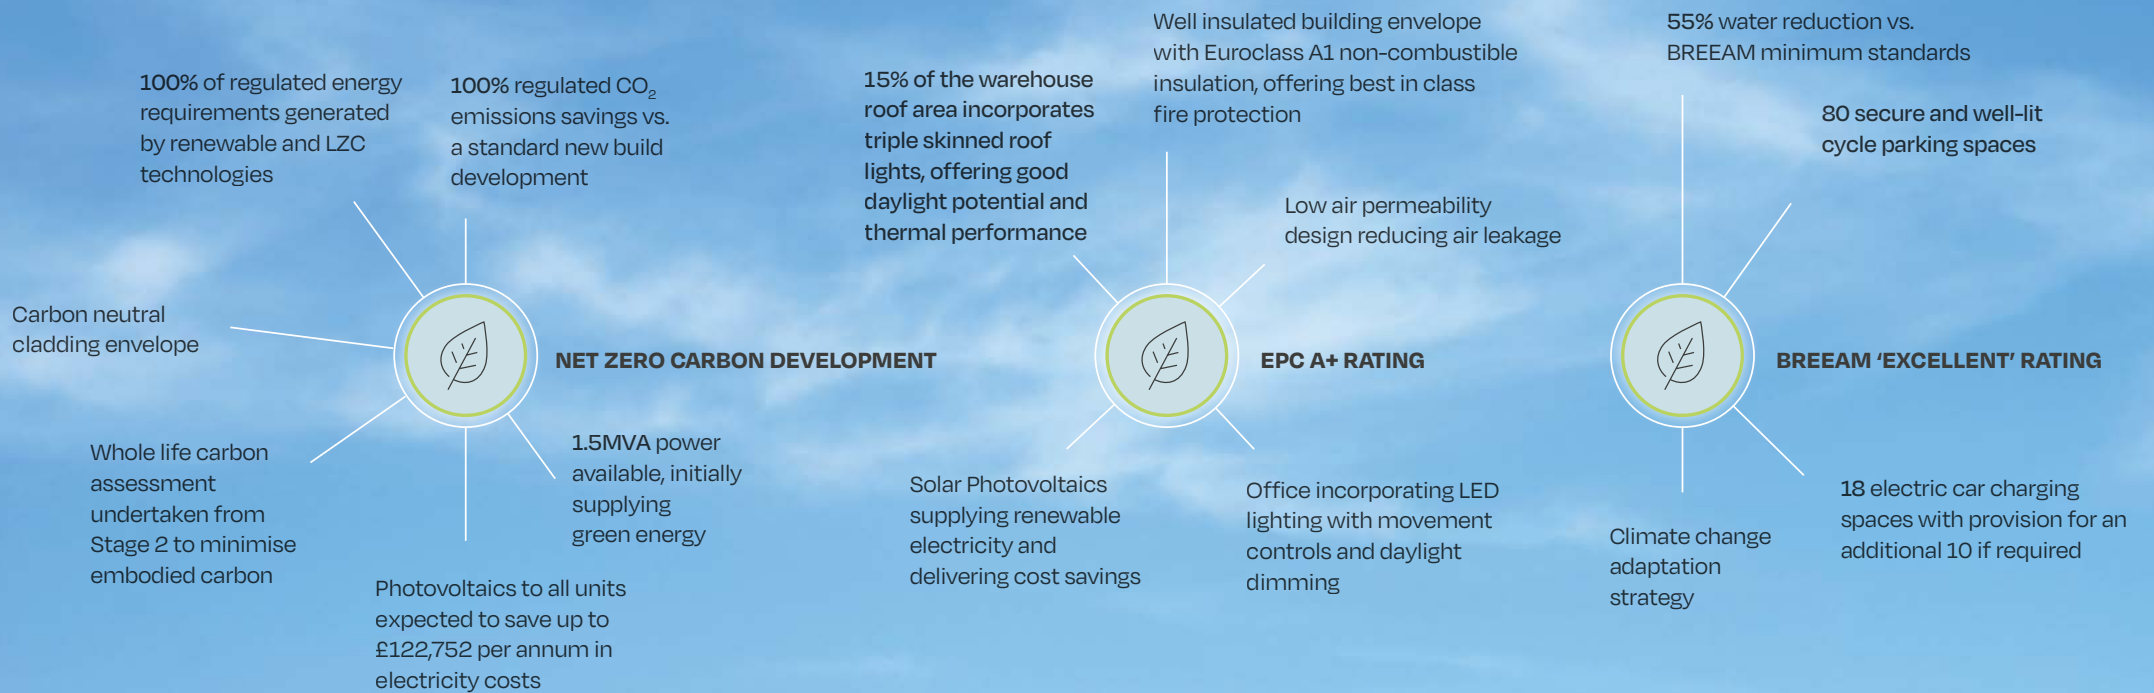 100% of regulated energy
requirements generated
by renewable and LZC
technologies
100% regulated CO₂
emissions savings vs.
a standard new build
development
Carbon neutral
cladding envelope
NET ZERO CARBON DEVELOPMENT
Whole life carbon
assessment
undertaken from
Stage 2 to minimise
embodied carbon
1.5MVA power
available, initially
supplying
green energy
Photovoltaics to all units
expected to save up to
£122,752 per annum in
electricity costs
15% of the warehouse
roof area incorporates
triple skinned roof
lights, offering good
daylight potential and
thermal performance
Well insulated building envelope
with Euroclass A1 non-combustible
insulation, offering best in class
fire protection
Low air permeability
design reducing air leakage
EPC A+ RATING
Solar Photovoltaics
supplying renewable
electricity and
delivering cost savings
Office incorporating LED
lighting with movement
controls and daylight
dimming
55% water reduction vs.
BREEAM minimum standards
80 secure and well-lit
cycle parking spaces
BREEAM ‘EXCELLENT’ RATING
Climate change
adaptation
strategy
18 electric car charging
spaces with provision for an
additional 10 if required